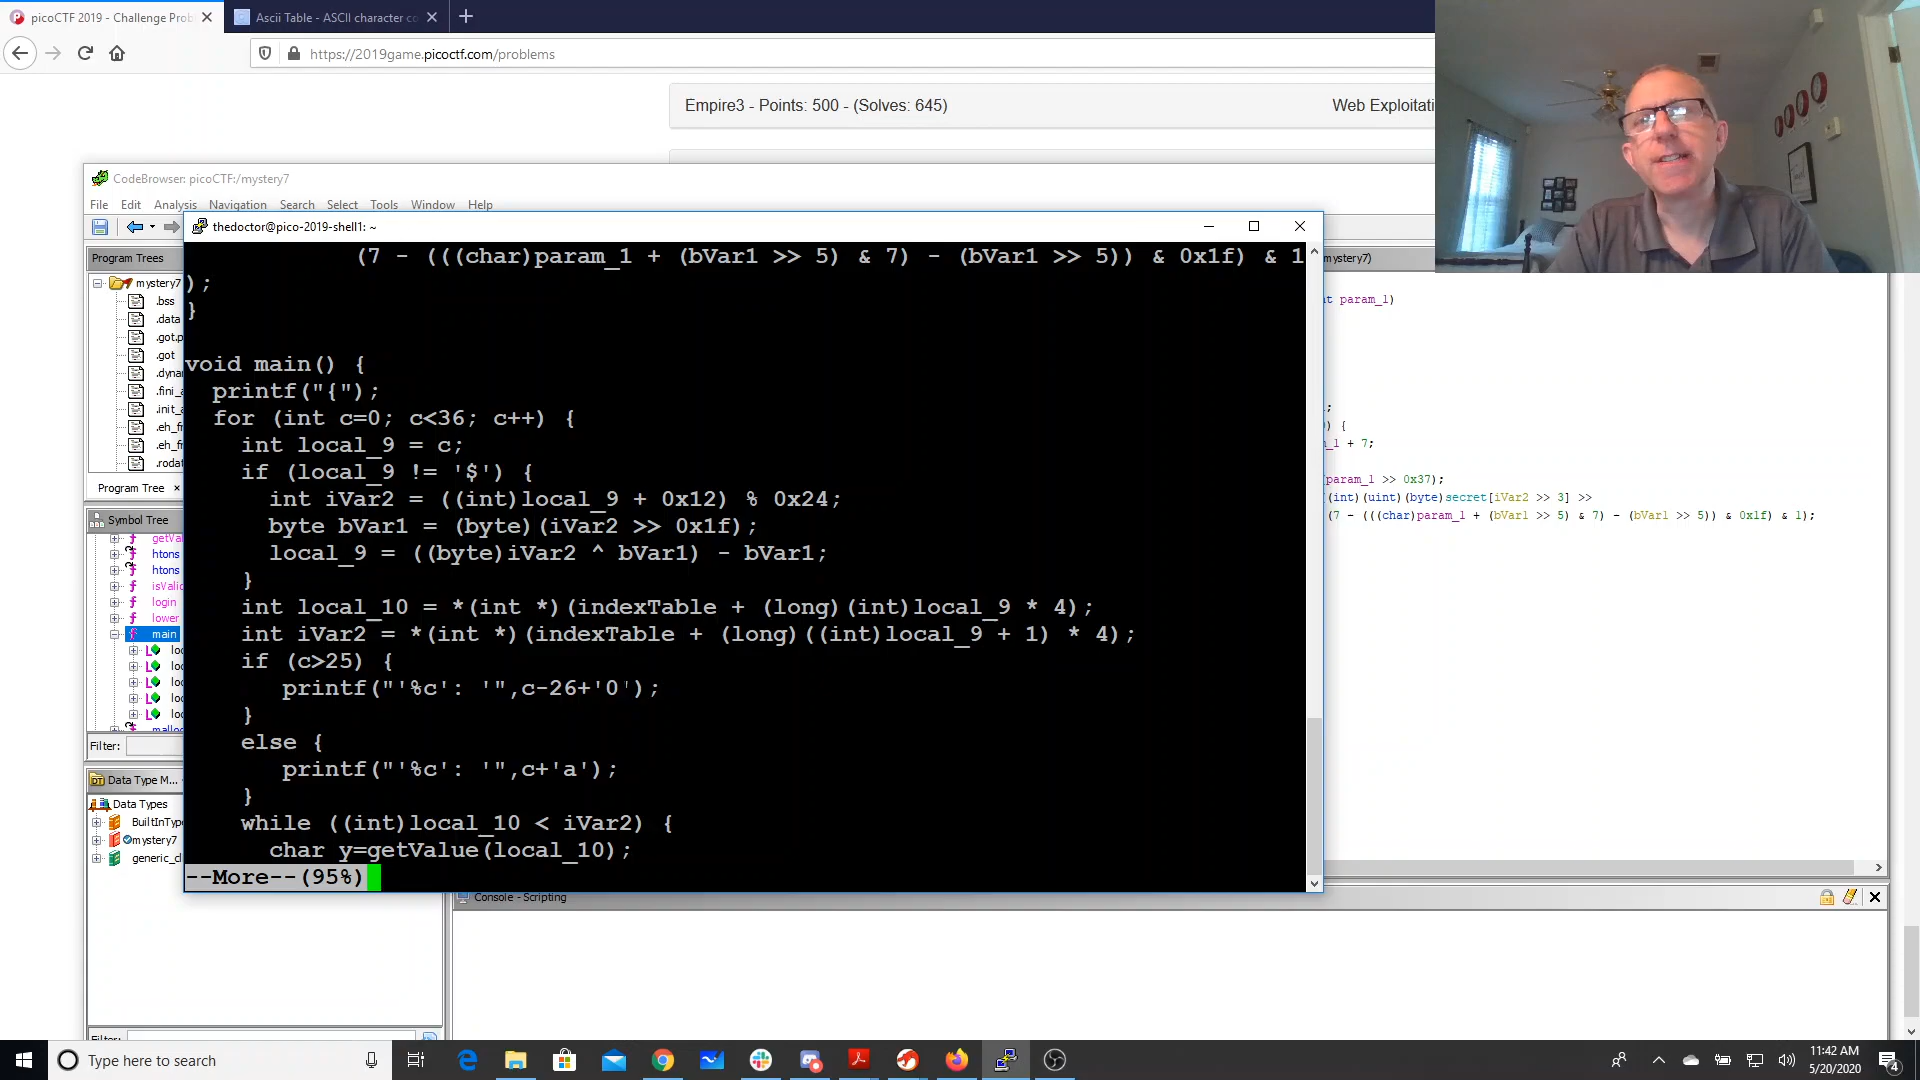 picoCTF 2019 - Challenge Prob
Ascii Table - ASCII character co
https://2019game.picoctf.com/problems
Empire3 - Points: 500 - (Solves: 645)
Web Exploitati
CodeBrowser: picoCTF:/mystery7
File Edit Analysis Navigation Search Select Tools Window Help
thedoctor@pico-2019-shell1: ~
Program Trees
mystery7
.bss
.data
.got.p
.got
.dyna
.fini_a
.init_a
.eh_fr
.eh_fr
.rodat
Program Tree
Symbol Tree
getVal
htons
htons
isValid
login
lower
main
loc
loc
loc
loc
loc
malloc
Filter:
Data Type M...
Data Types
BuiltInType
mystery7
generic_cl
Filter:
(7 - (((char)param_1 + (bVar1 >> 5) & 7) - (bVar1 >> 5)) & 0x1f) & 1
);
}
void main() {
printf("{");
for (int c=0; c<36; c++) {
int local_9 = c;
if (local_9 != '$') {
int iVar2 = ((int)local_9 + 0x12) % 0x24;
byte bVar1 = (byte)(iVar2 >> 0x1f);
local_9 = ((byte)iVar2 ^ bVar1) - bVar1;
}
int local_10 = *(int *)(indexTable + (long)(int)local_9 * 4);
int iVar2 = *(int *)(indexTable + (long)((int)local_9 + 1) * 4);
if (c>25) {
printf("'%c': '",c-26+'0');
}
else {
printf("'%c': '",c+'a');
}
while ((int)local_10 < iVar2) {
char y=getValue(local_10);
--More--(95%)
mystery7)
nt param_1)
;
) {
_1 + 7;
param_1 >> 0x37);
(int)(uint)(byte)secret[iVar2 >> 3] >>
(7 - (((char)param_1 + (bVar1 >> 5) & 7) - (bVar1 >> 5)) & 0x1f) & 1);
Console - Scripting
Type here to search
11:42 AM
5/20/2020
4